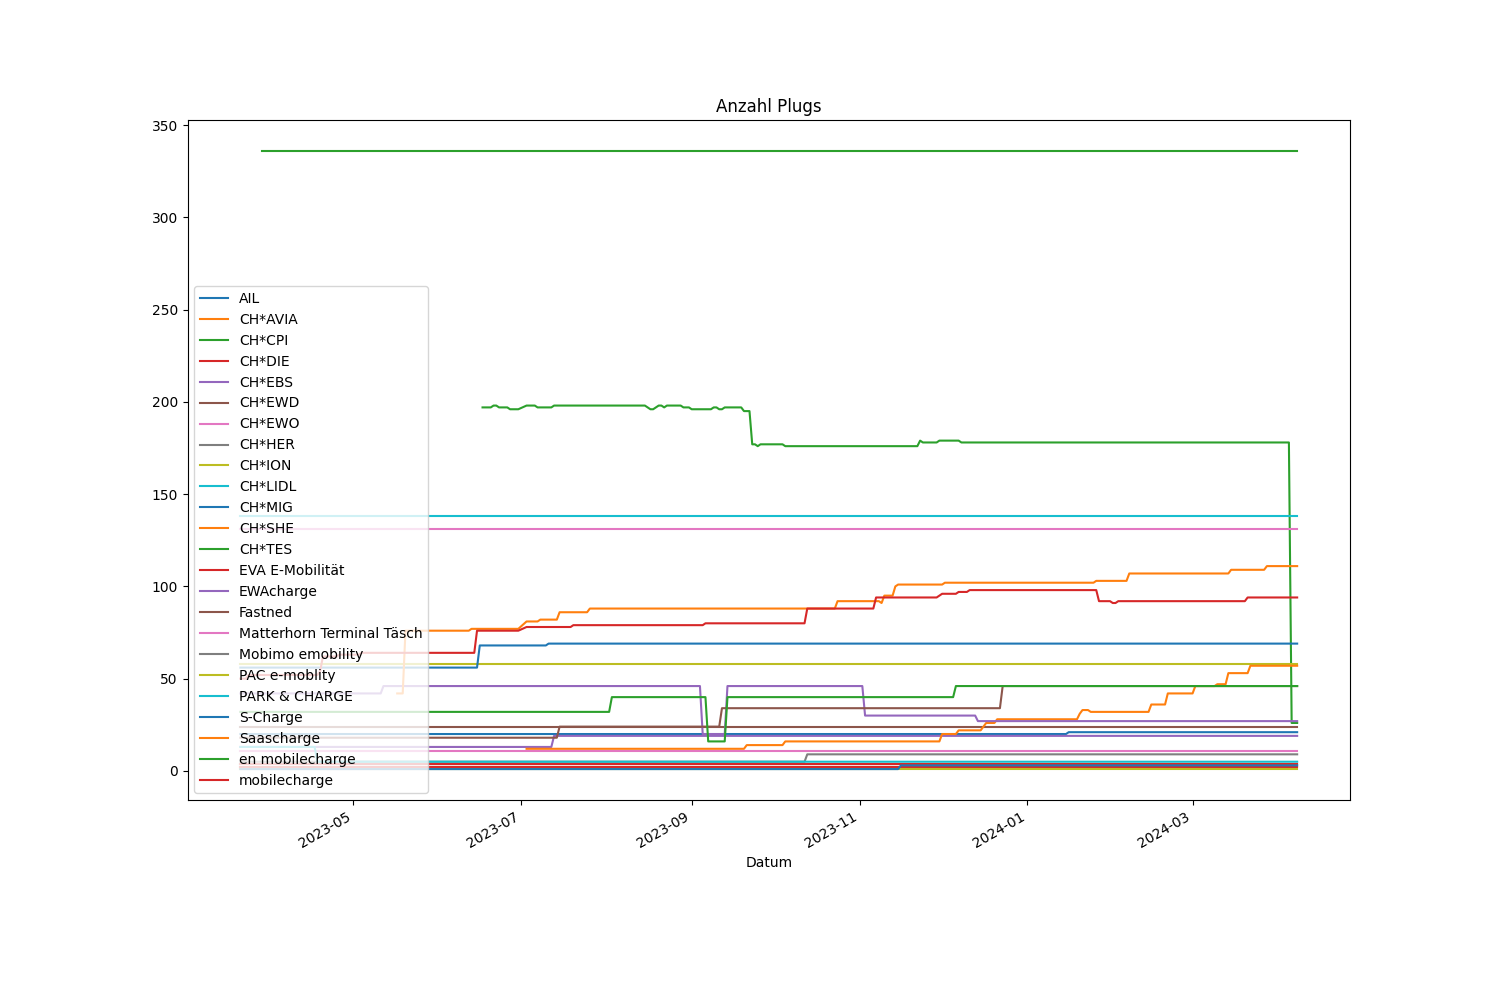 Anzahl Plugs
350
300
250
200
150
100
50
0
AIL
CH*AVIA
CH*CPI
CH*DIE
CH*EBS
CH*EWD
CH*EWO
CH*HER
CH*ION
CH*LIDL
CH*MIG
CH*SHE
CH*TES
EVA E-Mobilität
EWAcharge
Fastned
Matterhorn Terminal Täsch
Mobimo emobility
PAC e-moblity
PARK & CHARGE
S-Charge
Saascharge
en mobilecharge
mobilecharge
2023-05
2023-07
2023-09
2023-11
2024-01
2024-03
Datum